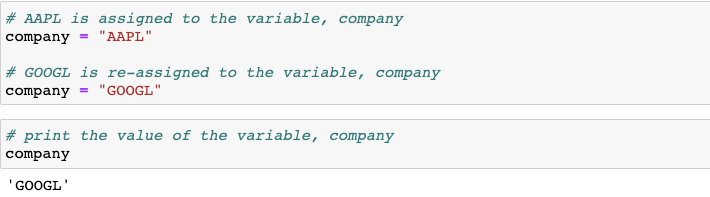 # AAPL is assigned to the variable, company
company = "AAPL"
# GOOGL is re-assigned to the variable, company
company = "GOOGL"
# print the value of the variable, company
company
'GOOGL'